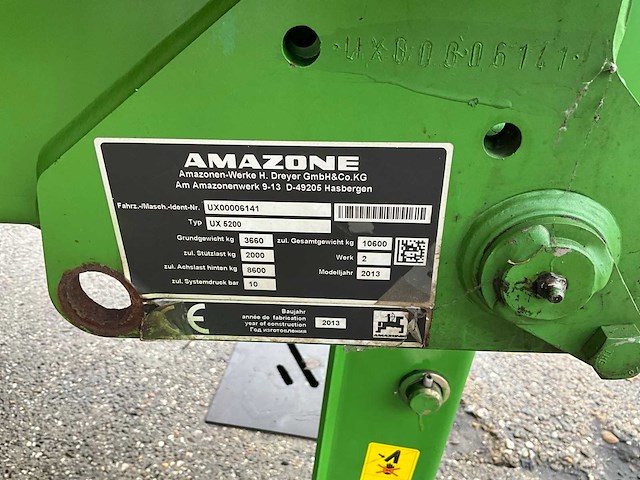 UX00006141
AMAZONE
Amazonen-Werke H. Dreyer GmbH&Co.KG
Am Amazonenwerk 9-13 D-49205 Hasbergen
Fahrz.-/Masch.-Ident-Nr. UX00006141
Typ UX 5200
Grundgewicht kg 3660 zul. Gesamtgewicht kg 10600
zul. Stützlast kg 2000 Werk 2
zul. Achslast hinten kg 8600 Modelljahr 2013
zul. Systemdruck bar 10
CE
Baujahr
année de fabrication
year of construction 2013
Год изготовления